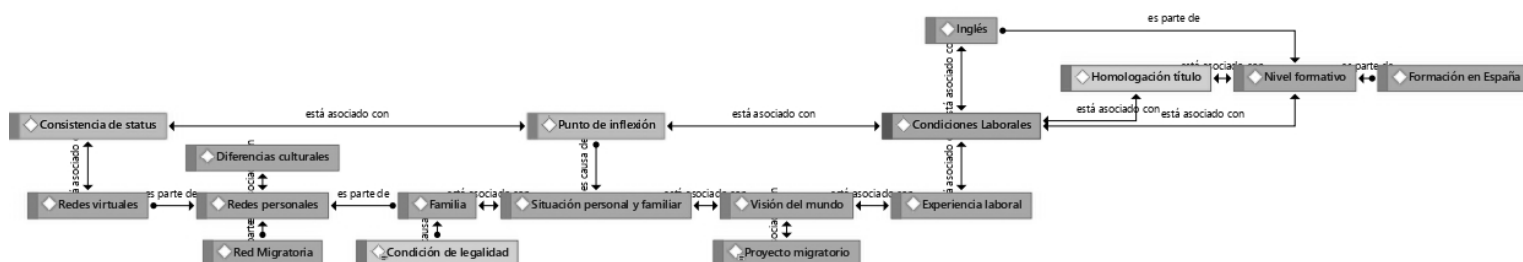 es parte de
Inglés
está asociado con
está asociado con
es parte de
Homologación título
Nivel formativo
Formación en España
está asociado con
está asociado con
está asociado con
está asociado con
Consistencia de status
Punto de inflexión
Condiciones Laborales
Diferencias culturales
es parte de
es parte de
está asociado con
está asociado con
está asociado con
es causa de
Redes virtuales
Redes personales
Familia
Situación personal y familiar
Visión del mundo
Experiencia laboral
Red Migratoria
Condición de legalidad
Proyecto migratorio